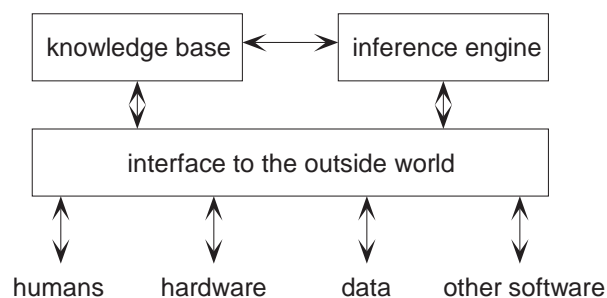 knowledge base
inference engine
interface to the outside world
humans
hardware
data
other software